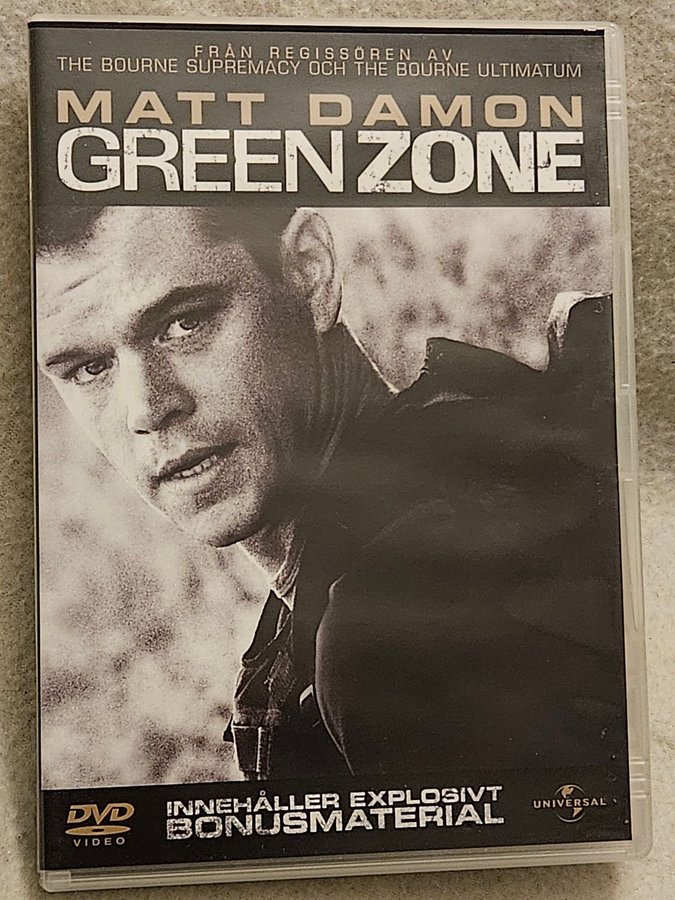 FRÅN REGISSÖREN AV
THE BOURNE SUPREMACY OCH THE BOURNE ULTIMATUM
MATT DAMON
GREEN ZONE
DVD
VIDEO
INNEHÅLLER EXPLOSIVT
BONUSMATERIAL
UNIVERSAL